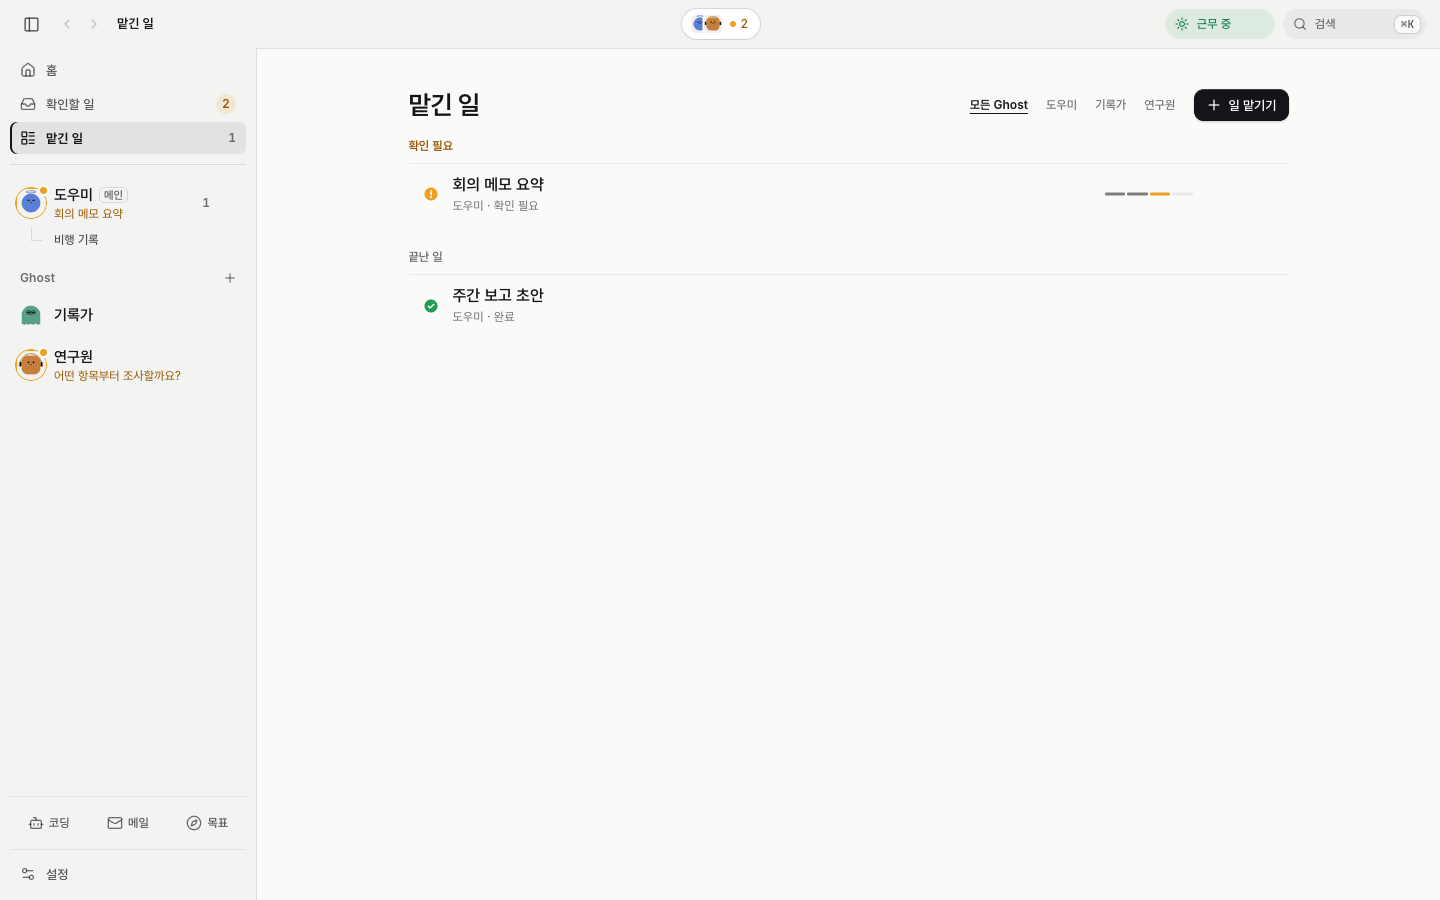 맡긴 일
2
근무 중
검색
⌘K
홈
확인할 일
2
맡긴 일
1
도우미 메인
회의 메모 요약
1
비행 기록
Ghost
기록가
연구원
어떤 항목부터 조사할까요?
코딩
메일
목표
설정
맡긴 일
모든 Ghost
도우미
기록가
연구원
일 맡기기
확인 필요
회의 메모 요약
도우미 · 확인 필요
끝난 일
주간 보고 초안
도우미 · 완료